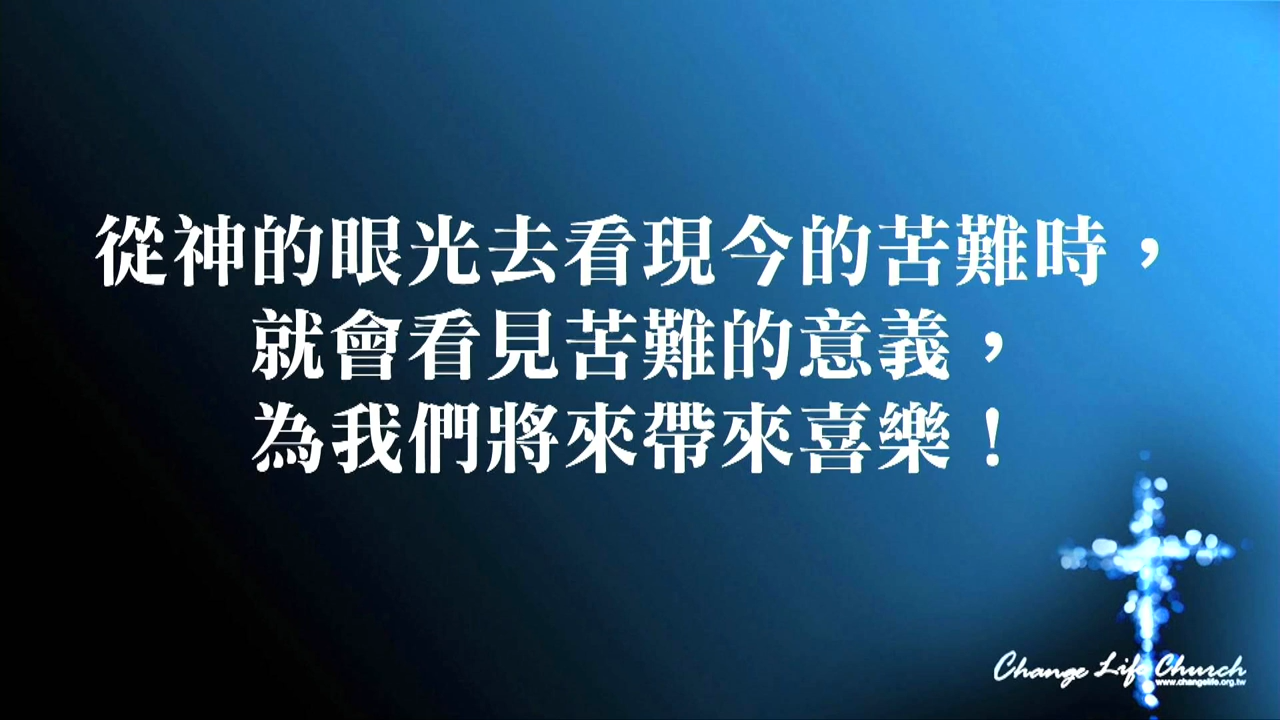 從神的眼光去看現今的苦難時，
就會看見苦難的意義，
為我們將來帶來喜樂！
Change Life Church
www.changelife.org.tw